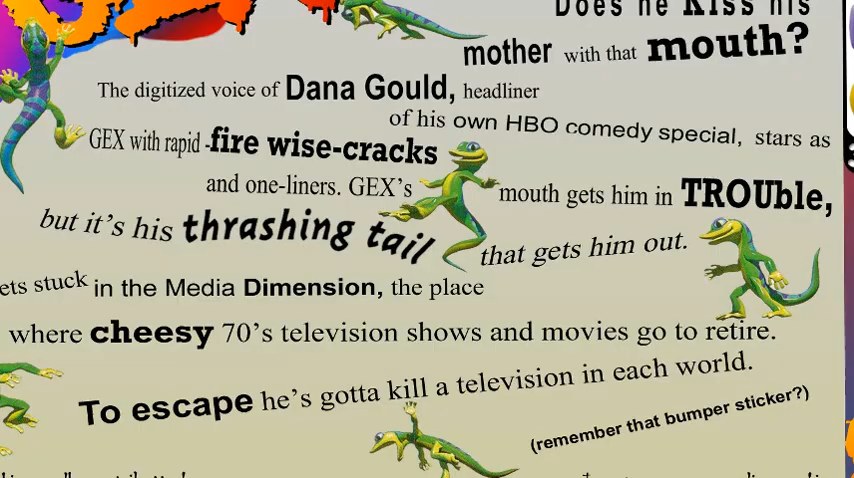 Does he Kiss his
mother with that mouth?
The digitized voice of Dana Gould, headliner
of his own HBO comedy special, stars as
GEX with rapid-fire wise-cracks
and one-liners. GEX's mouth gets him in TROUble,
but it's his thrashing tail that gets him out.
ets stuck in the Media Dimension, the place
where cheesy 70's television shows and movies go to retire.
To escape he's gotta kill a television in each world.
(remember that bumper sticker?)